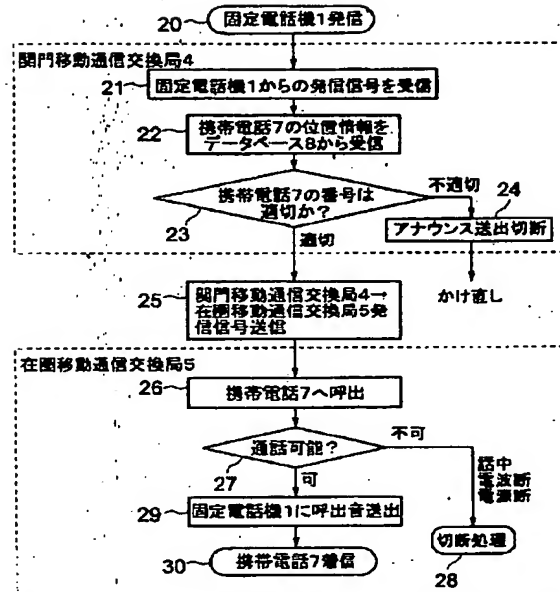 20
固定電話機1発信
関門移動通信交換局4
21
固定電話機1からの発信信号を受信
22
携帯電話7の位置情報を
データベース8から受信
携帯電話7の番号は
適切か？
23
不適切
24
アナウンス送出切断
適切
かけ直し
25
関門移動通信交換局4→
在圏移動通信交換局5発
信信号送信
在圏移動通信交換局5
26
携帯電話7へ呼出
通話可能？
27
不可
可
話中
電波断
電源断
29
固定電話機1に呼出音送出
切断処理
28
30
携帯電話7着信